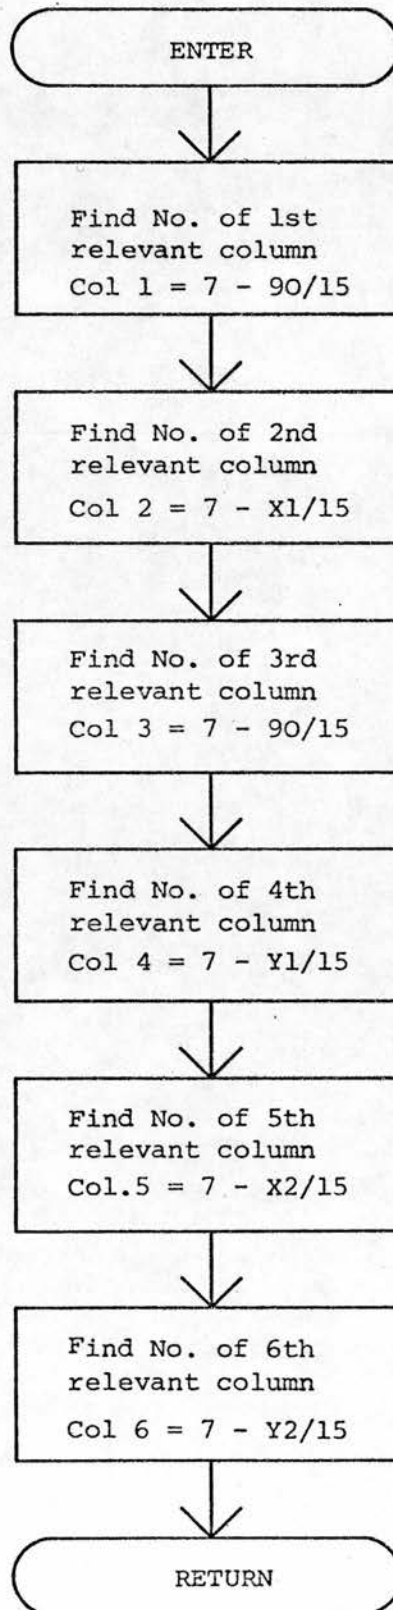 ENTER
Find No. of 1st
relevant column
Col 1 = 7 - 90/15
Find No. of 2nd
relevant column
Col 2 = 7 - X1/15
Find No. of 3rd
relevant column
Col 3 = 7 - 90/15
Find No. of 4th
relevant column
Col 4 = 7 - Y1/15
Find No. of 5th
relevant column
Col.5 = 7 - X2/15
Find No. of 6th
relevant column
Col 6 = 7 - Y2/15
RETURN